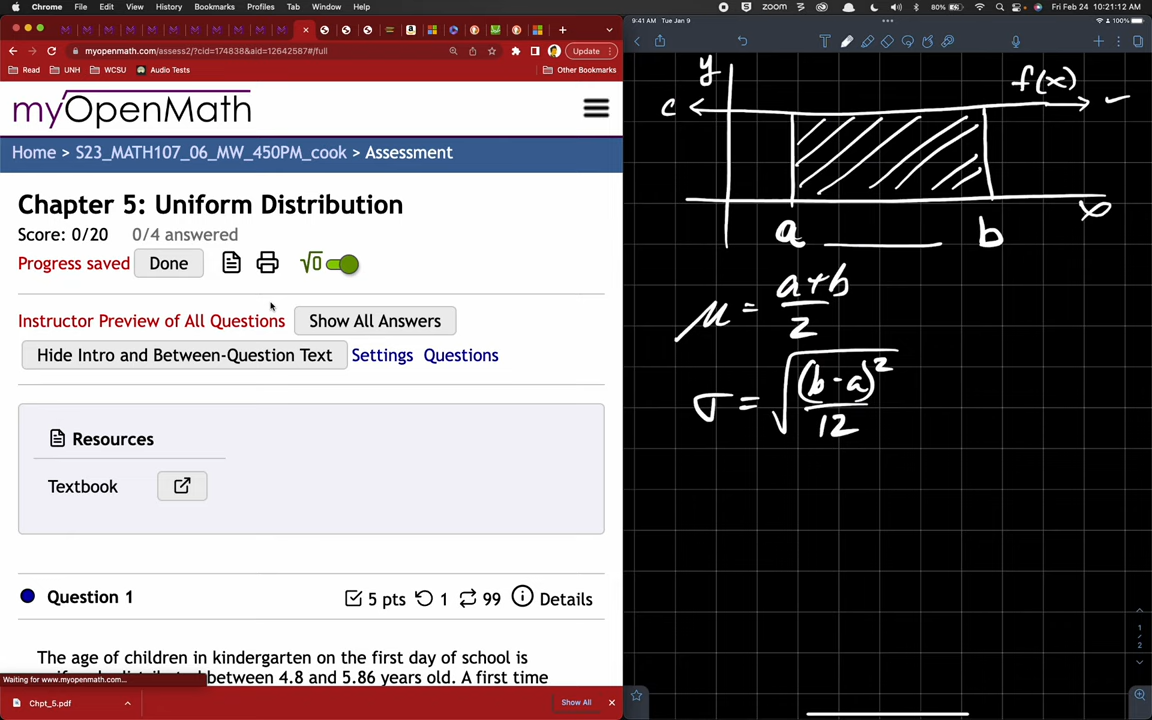 Chrome File Edit View History Bookmarks Profiles Tab Window Help
zoom 80% Fri Feb 24 10:21:12 AM
myopenmath.com/assess2/?cid=174838&aid=12642587#/full
Update
Read UNH WCSU Audio Tests Other Bookmarks
myOpenMath
Home > S23_MATH107_06_MW_450PM_cook > Assessment
Chapter 5: Uniform Distribution
Score: 0/20 0/4 answered
Progress saved Done √0
Instructor Preview of All Questions Show All Answers
Hide Intro and Between-Question Text Settings Questions
Resources
Textbook
Question 1 5 pts 1 99 Details
The age of children in kindergarten on the first day of school is
between 4.8 and 5.86 years old. A first time
Waiting for www.myopenmath.com...
Chpt_5.pdf Show All
9:41 AM Tue Jan 9 100%
y
f(x)
c
x
a b
μ = a+b
2
σ = √(b-a)²
12
1
/
2